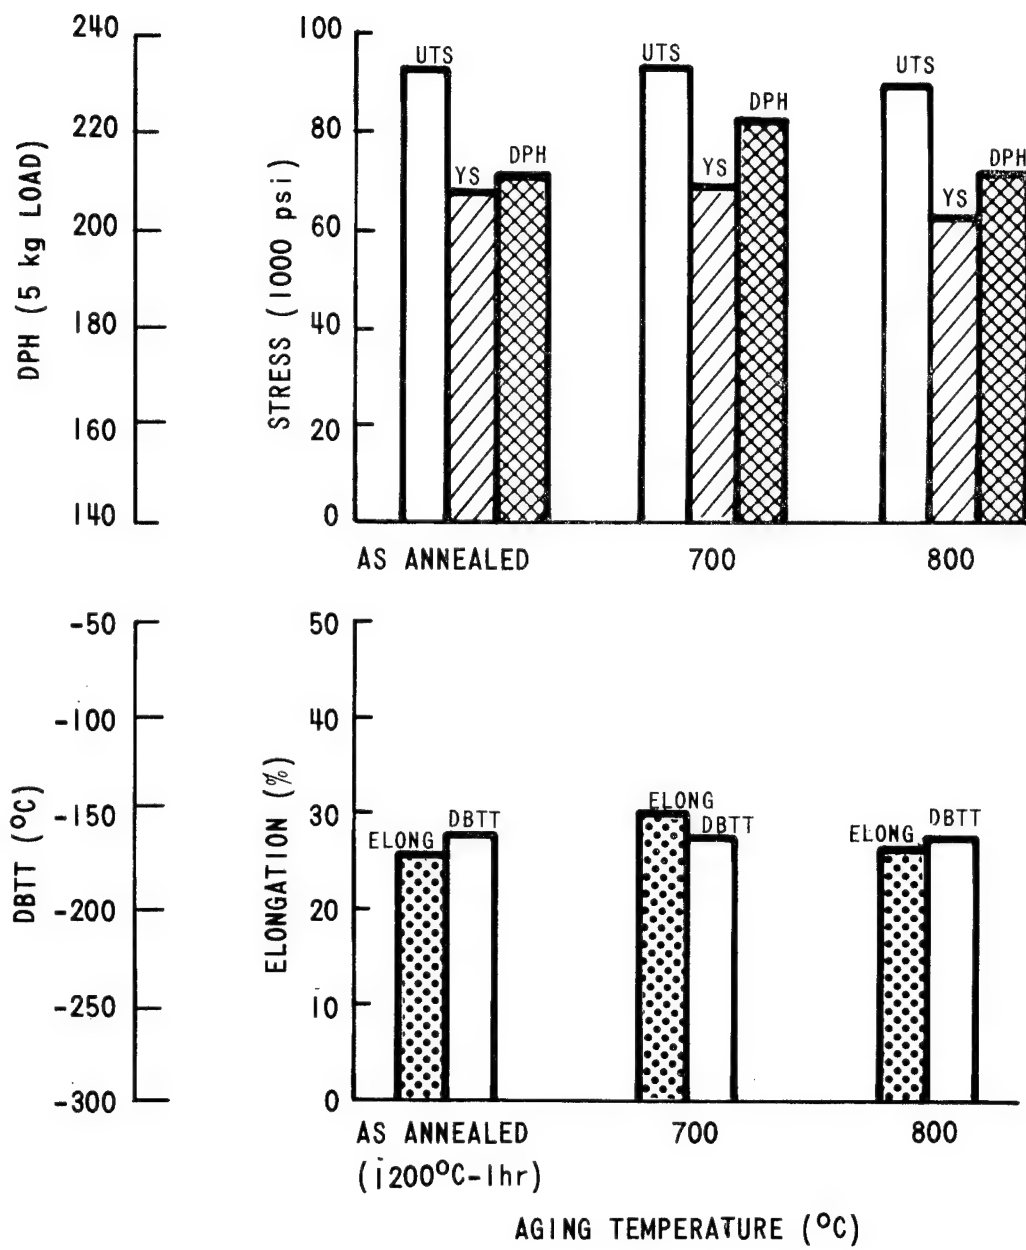 240
220
200
180
160
140
DPH (5 kg LOAD)
100
80
60
40
20
0
STRESS (1000 psi)
UTS
YS
DPH
UTS
YS
DPH
UTS
YS
DPH
AS ANNEALED
700
800
-50
-100
-150
-200
-250
-300
DBTT (°C)
50
40
30
20
10
0
ELONGATION (%)
ELONG
DBTT
ELONG
DBTT
ELONG
DBTT
AS ANNEALED
700
800
(1200°C-1hr)
AGING TEMPERATURE (°C)